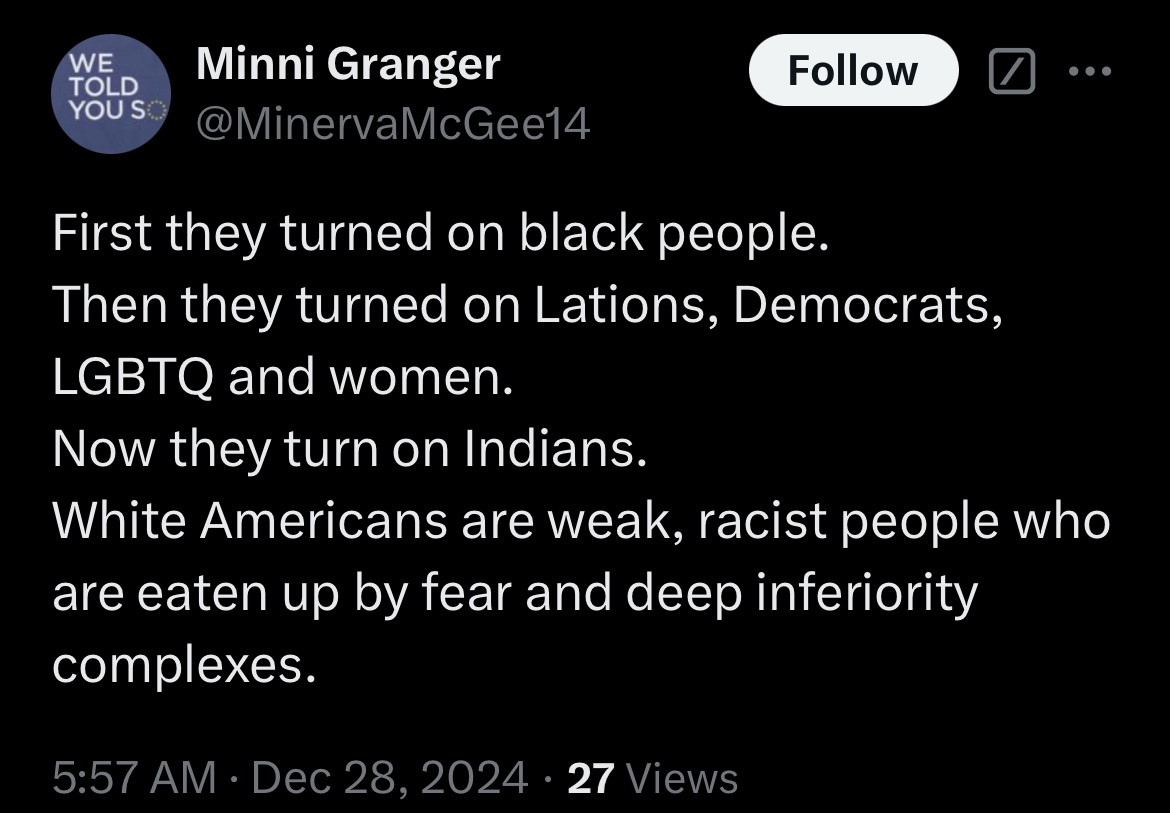 WE
TOLD
YOU SO
Minni Granger
@MinervaMcGee14
Follow
First they turned on black people.
Then they turned on Lations, Democrats,
LGBTQ and women.
Now they turn on Indians.
White Americans are weak, racist people who
are eaten up by fear and deep inferiority
complexes.
5:57 AM · Dec 28, 2024 · 27 Views